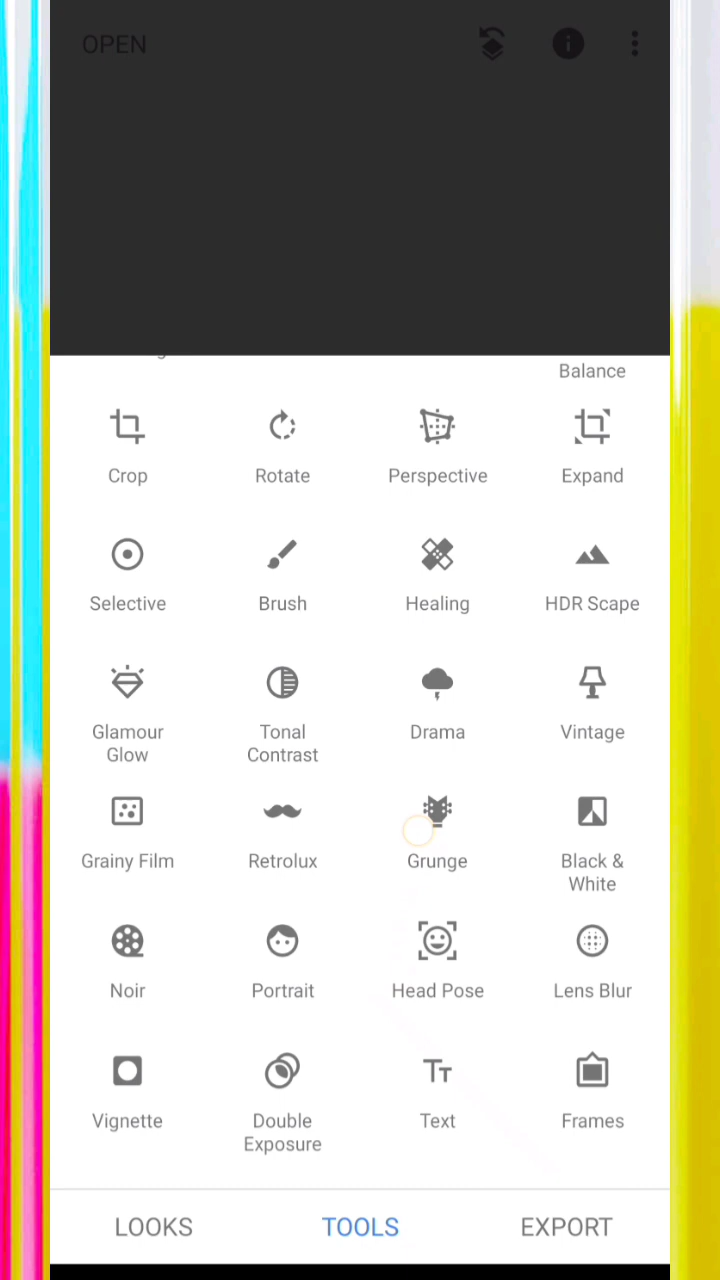 OPEN
Balance
Crop
Rotate
Perspective
Expand
Selective
Brush
Healing
HDR Scape
Glamour
Glow
Tonal
Contrast
Drama
Vintage
Grainy Film
Retrolux
Grunge
Black &
White
Noir
Portrait
Head Pose
Lens Blur
Vignette
Double
Exposure
Text
Frames
LOOKS
TOOLS
EXPORT